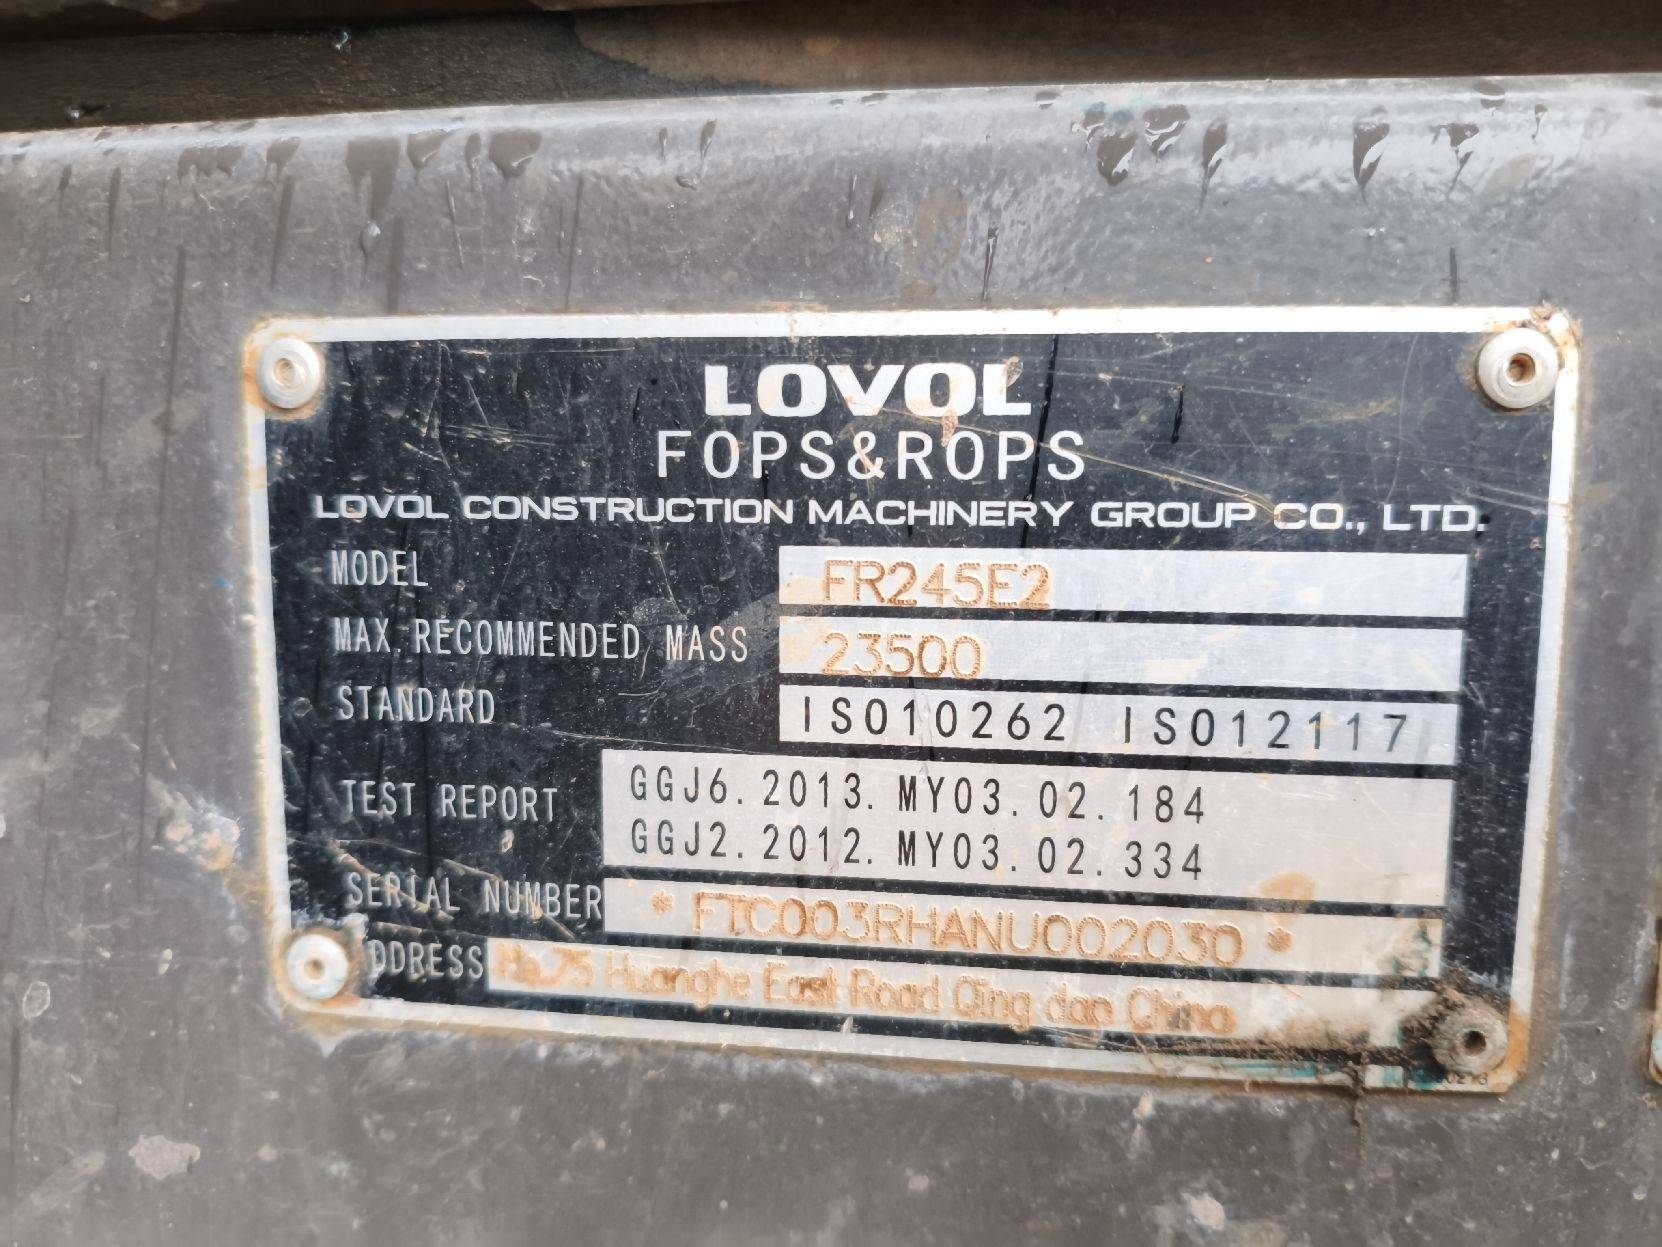 LOVOL
FOPS&ROPS
LOVOL CONSTRUCTION MACHINERY GROUP CO., LTD.
MODEL FR245E2
MAX.RECOMMENDED MASS 23500
STANDARD ISO10262 ISO12117
TEST REPORT GGJ6.2013.MY03.02.184
GGJ2.2012.MY03.02.334
SERIAL NUMBER *FTC003RHANU002030*
DDRESS No.75 Huanghe East Road Qing dao China